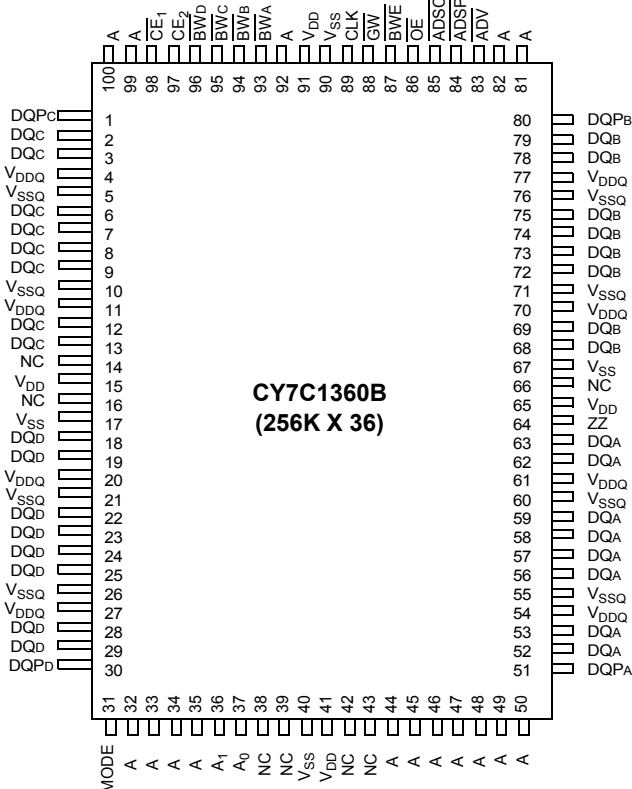 A A CE1 CE2 BWD BWC BWB BWA A VDD VSS CLK GW BWE OE ADSC ADSP ADV A A
100 99 98 97 96 95 94 93 92 91 90 89 88 87 86 85 84 83 82 81
DQPC 1 80 DQPB
DQC 2 79 DQB
DQC 3 78 DQB
VDDQ 4 77 VDDQ
VSSQ 5 76 VSSQ
DQC 6 75 DQB
DQC 7 74 DQB
DQC 8 73 DQB
DQC 9 72 DQB
VSSQ 10 71 VSSQ
VDDQ 11 70 VDDQ
DQC 12 69 DQB
DQC 13 68 DQB
NC 14 67 VSS
VDD 15 66 NC
NC 16 65 VDD
VSS 17 64 ZZ
DQD 18 63 DQA
DQD 19 62 DQA
VDDQ 20 61 VDDQ
VSSQ 21 60 VSSQ
DQD 22 59 DQA
DQD 23 58 DQA
DQD 24 57 DQA
DQD 25 56 DQA
VSSQ 26 55 VSSQ
VDDQ 27 54 VDDQ
DQD 28 53 DQA
DQD 29 52 DQA
DQPD 30 51 DQPA
CY7C1360B
(256K X 36)
31 32 33 34 35 36 37 38 39 40 41 42 43 44 45 46 47 48 49 50
MODE A A A A A1 A0 NC NC VSS VDD NC NC A A A A A A A